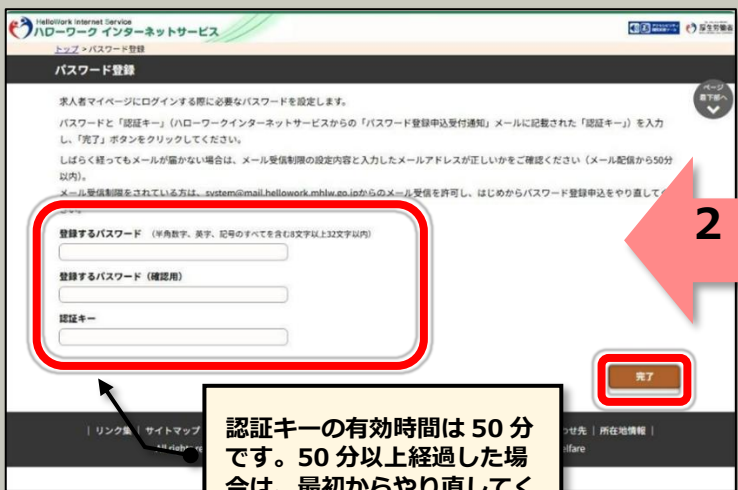 HelloWork Internet Service
ハローワーク インターネットサービス
厚生労働省
トップ > パスワード登録
パスワード登録
ページ
最下部へ
求人者マイページにログインする際に必要なパスワードを設定します。
パスワードと「認証キー」（ハローワークインターネットサービスからの「パスワード登録申込受付通知」メールに記載された「認証キー」）を入力
し、「完了」ボタンをクリックしてください。
しばらく経ってもメールが届かない場合は、メール受信制限の設定内容と入力したメールアドレスが正しいかをご確認ください（メール配信から50分
以内）。
メール受信制限をされている方は、system@mail.hellowork.mhlw.go.jpからのメール受信を許可し、はじめからパスワード登録申込をやり直してく
2
登録するパスワード （半角数字、英字、記号のすべてを含む8文字以上32文字以内）
登録するパスワード（確認用）
認証キー
完了
| リンク集 | サイトマップ
わせ先 | 所在地情報 |
All rights re
elfare
認証キーの有効時間は 50 分
です。50 分以上経過した場
合は、最初からやり直してく